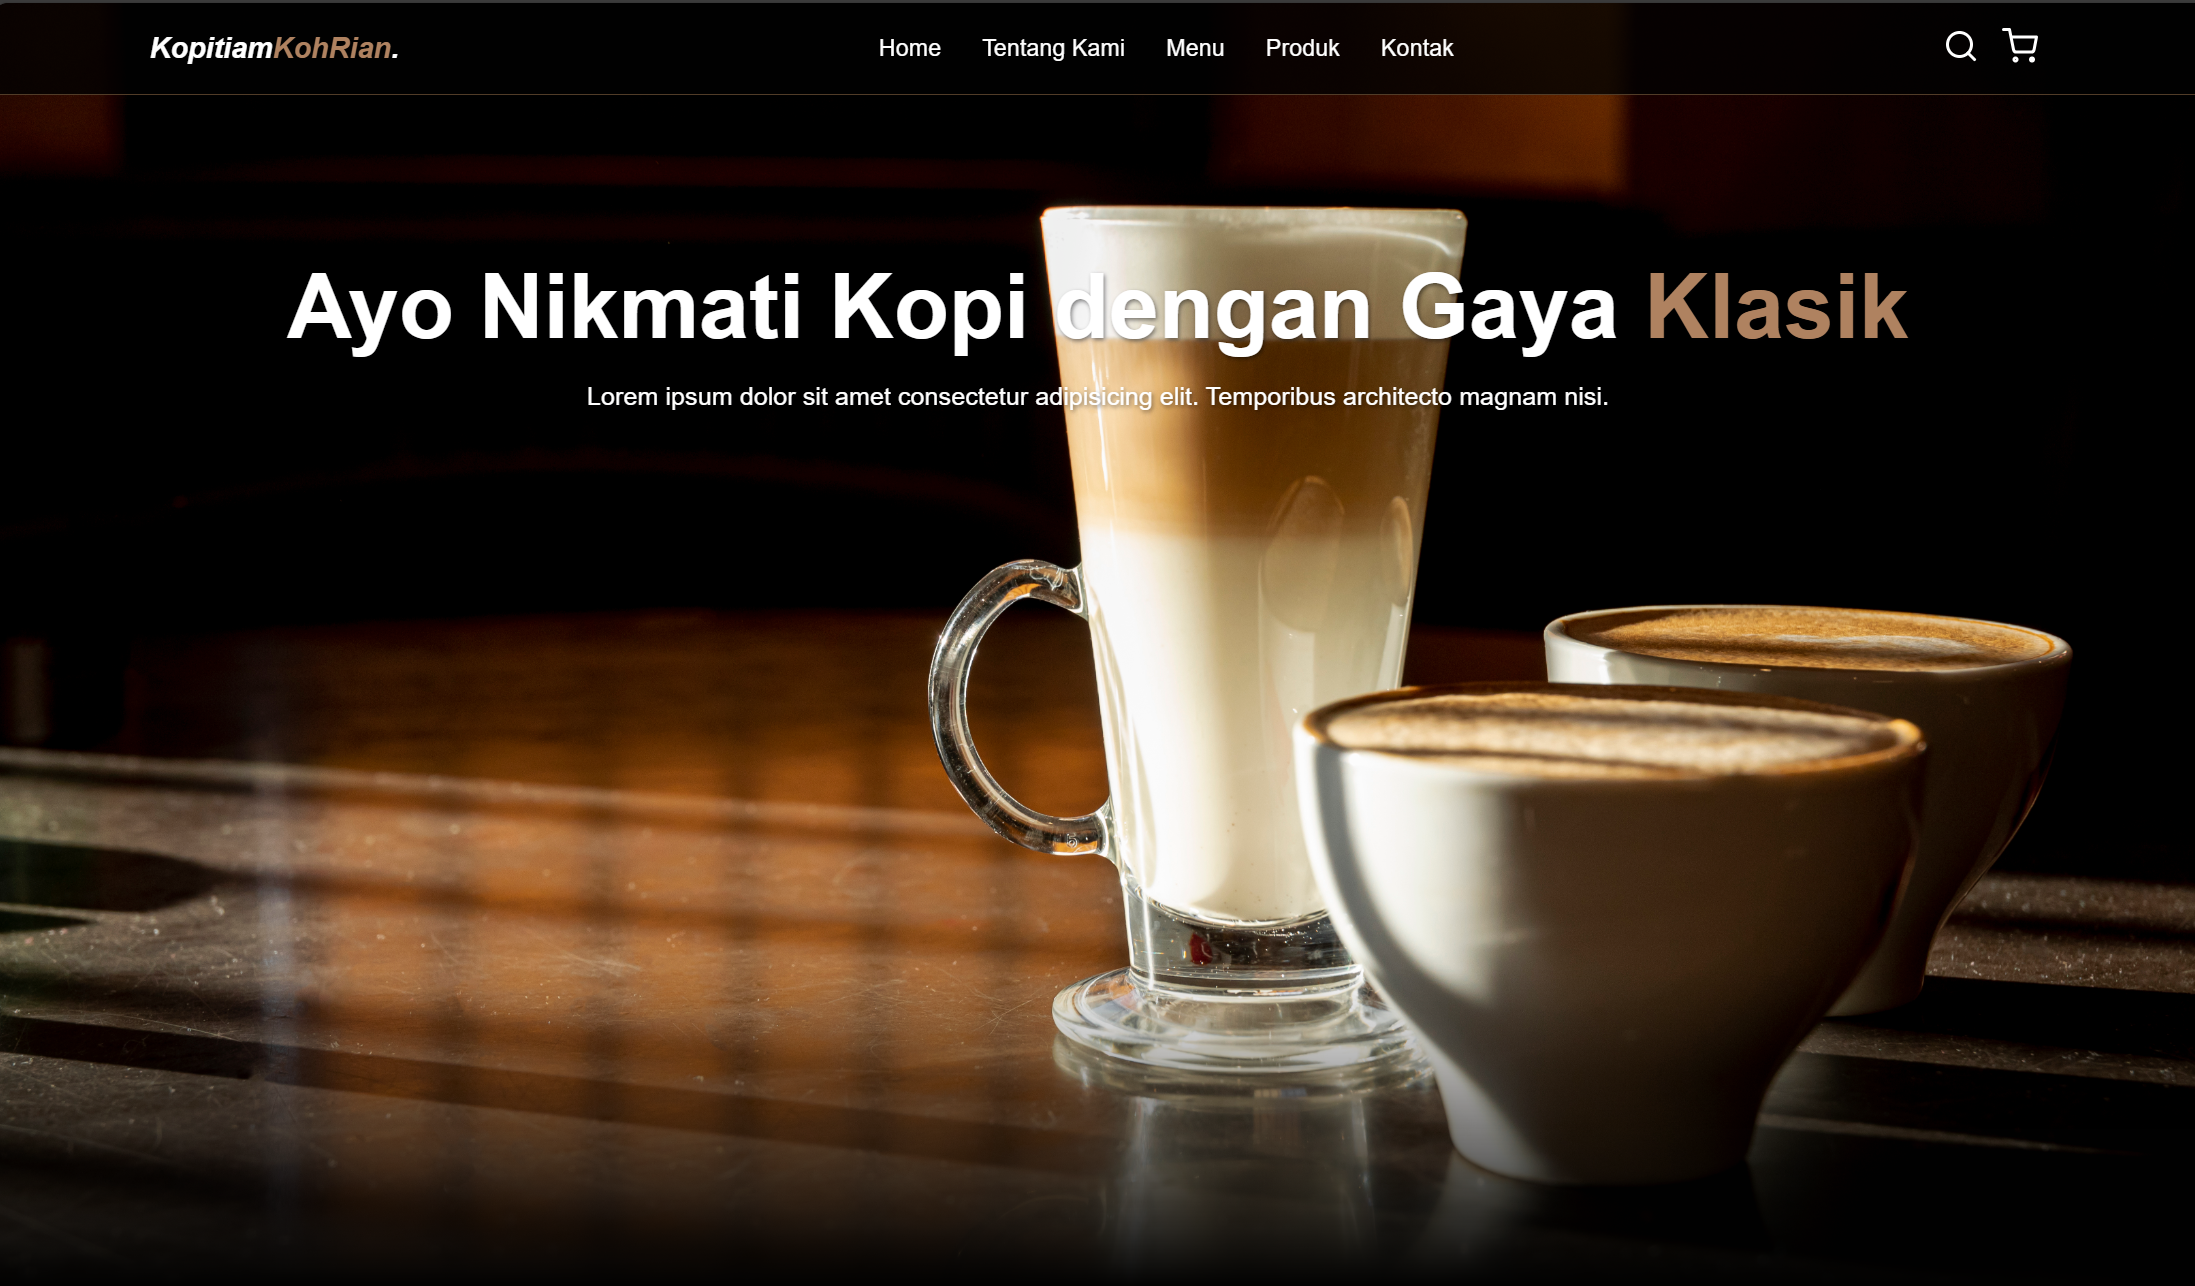 KopitiamKohRian.
Home Tentang Kami Menu Produk Kontak
Ayo Nikmati Kopi dengan Gaya Klasik
Lorem ipsum dolor sit amet consectetur adipisicing elit. Temporibus architecto magnam nisi.